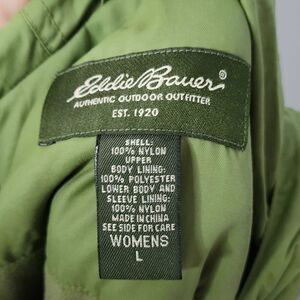 Eddie Bauer®
AUTHENTIC OUTDOOR OUTFITTER
EST. 1920
SHELL:
100% NYLON
UPPER
BODY LINING:
100% POLYESTER
LOWER BODY AND
SLEEVE LINING:
100% NYLON
MADE IN CHINA
SEE SIDE FOR CARE
WOMENS
L